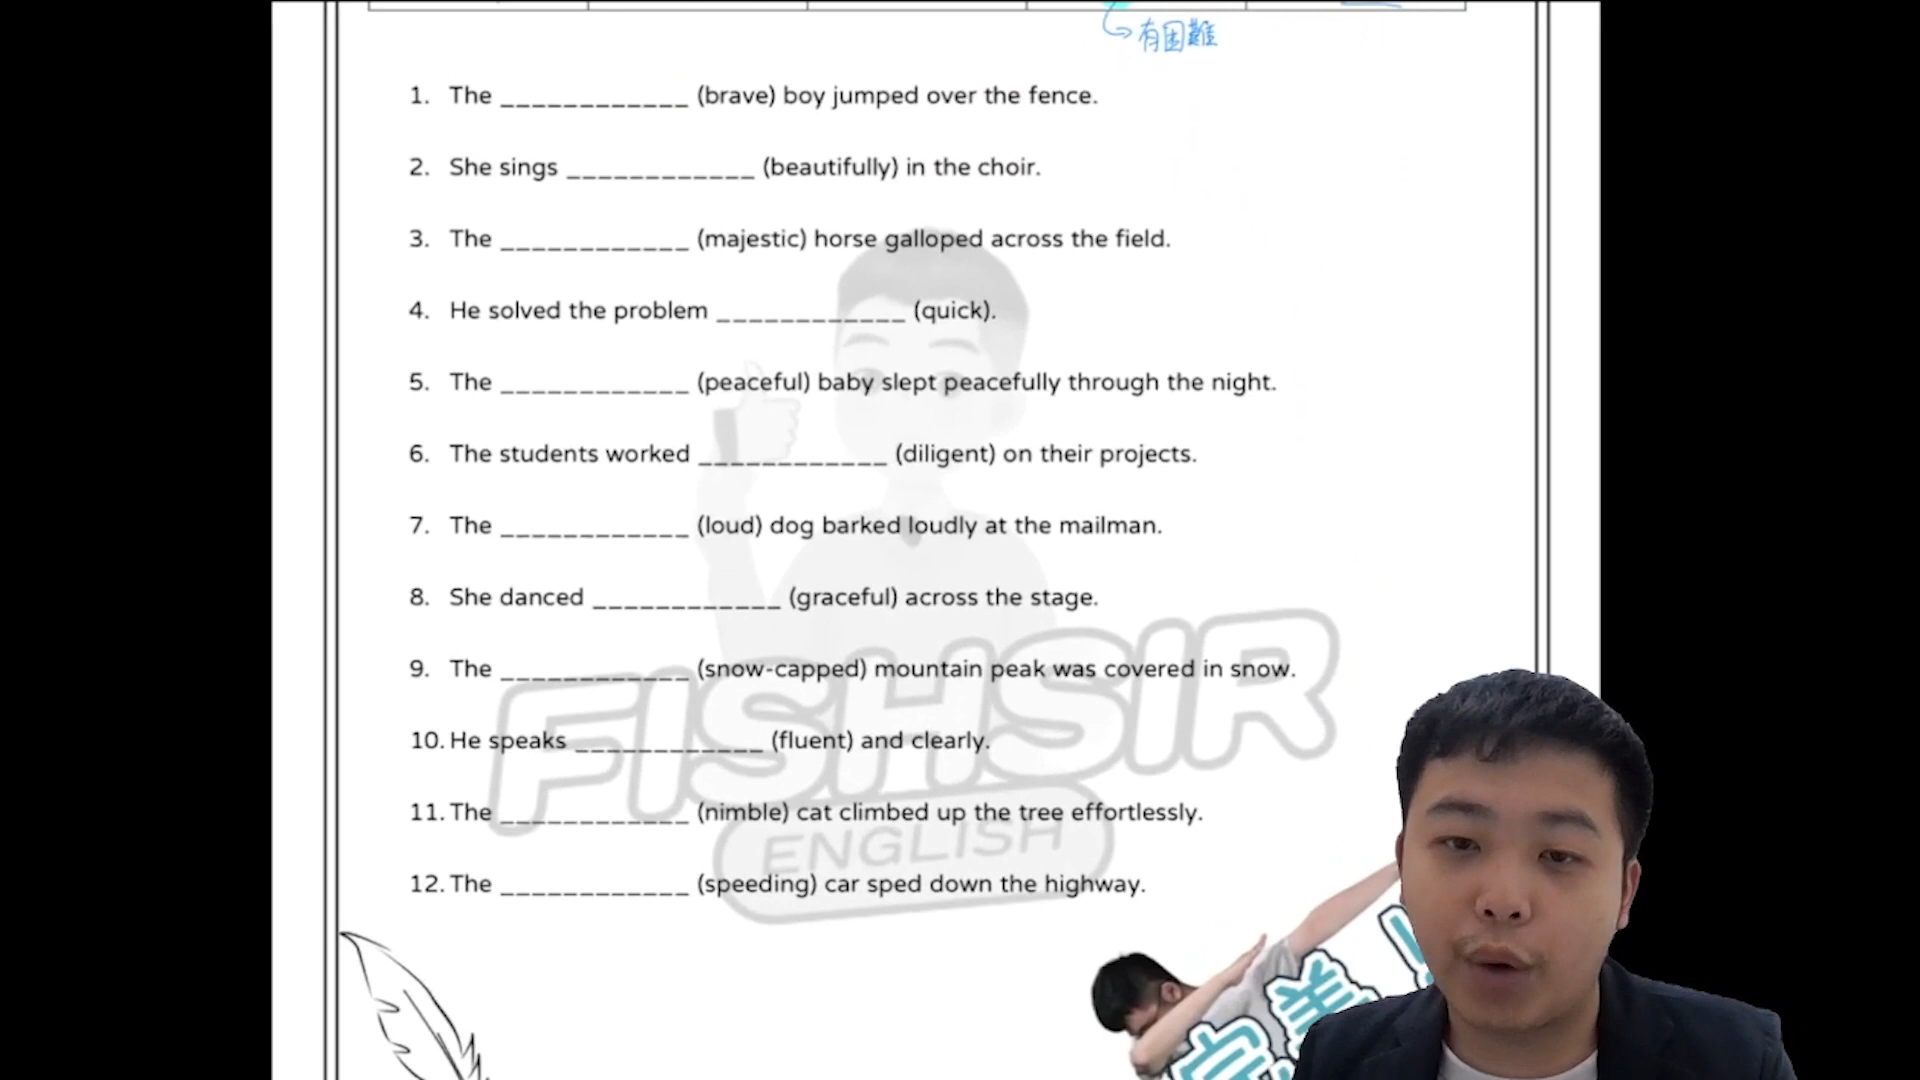 有困難
1. The ____________ (brave) boy jumped over the fence.
2. She sings ____________ (beautifully) in the choir.
3. The ____________ (majestic) horse galloped across the field.
4. He solved the problem ____________ (quick).
5. The ____________ (peaceful) baby slept peacefully through the night.
6. The students worked ____________ (diligent) on their projects.
7. The ____________ (loud) dog barked loudly at the mailman.
8. She danced ____________ (graceful) across the stage.
9. The ____________ (snow-capped) mountain peak was covered in snow.
10. He speaks ____________ (fluent) and clearly.
11. The ____________ (nimble) cat climbed up the tree effortlessly.
12. The ____________ (speeding) car sped down the highway.
FISHSIR
ENGLISH
完美!